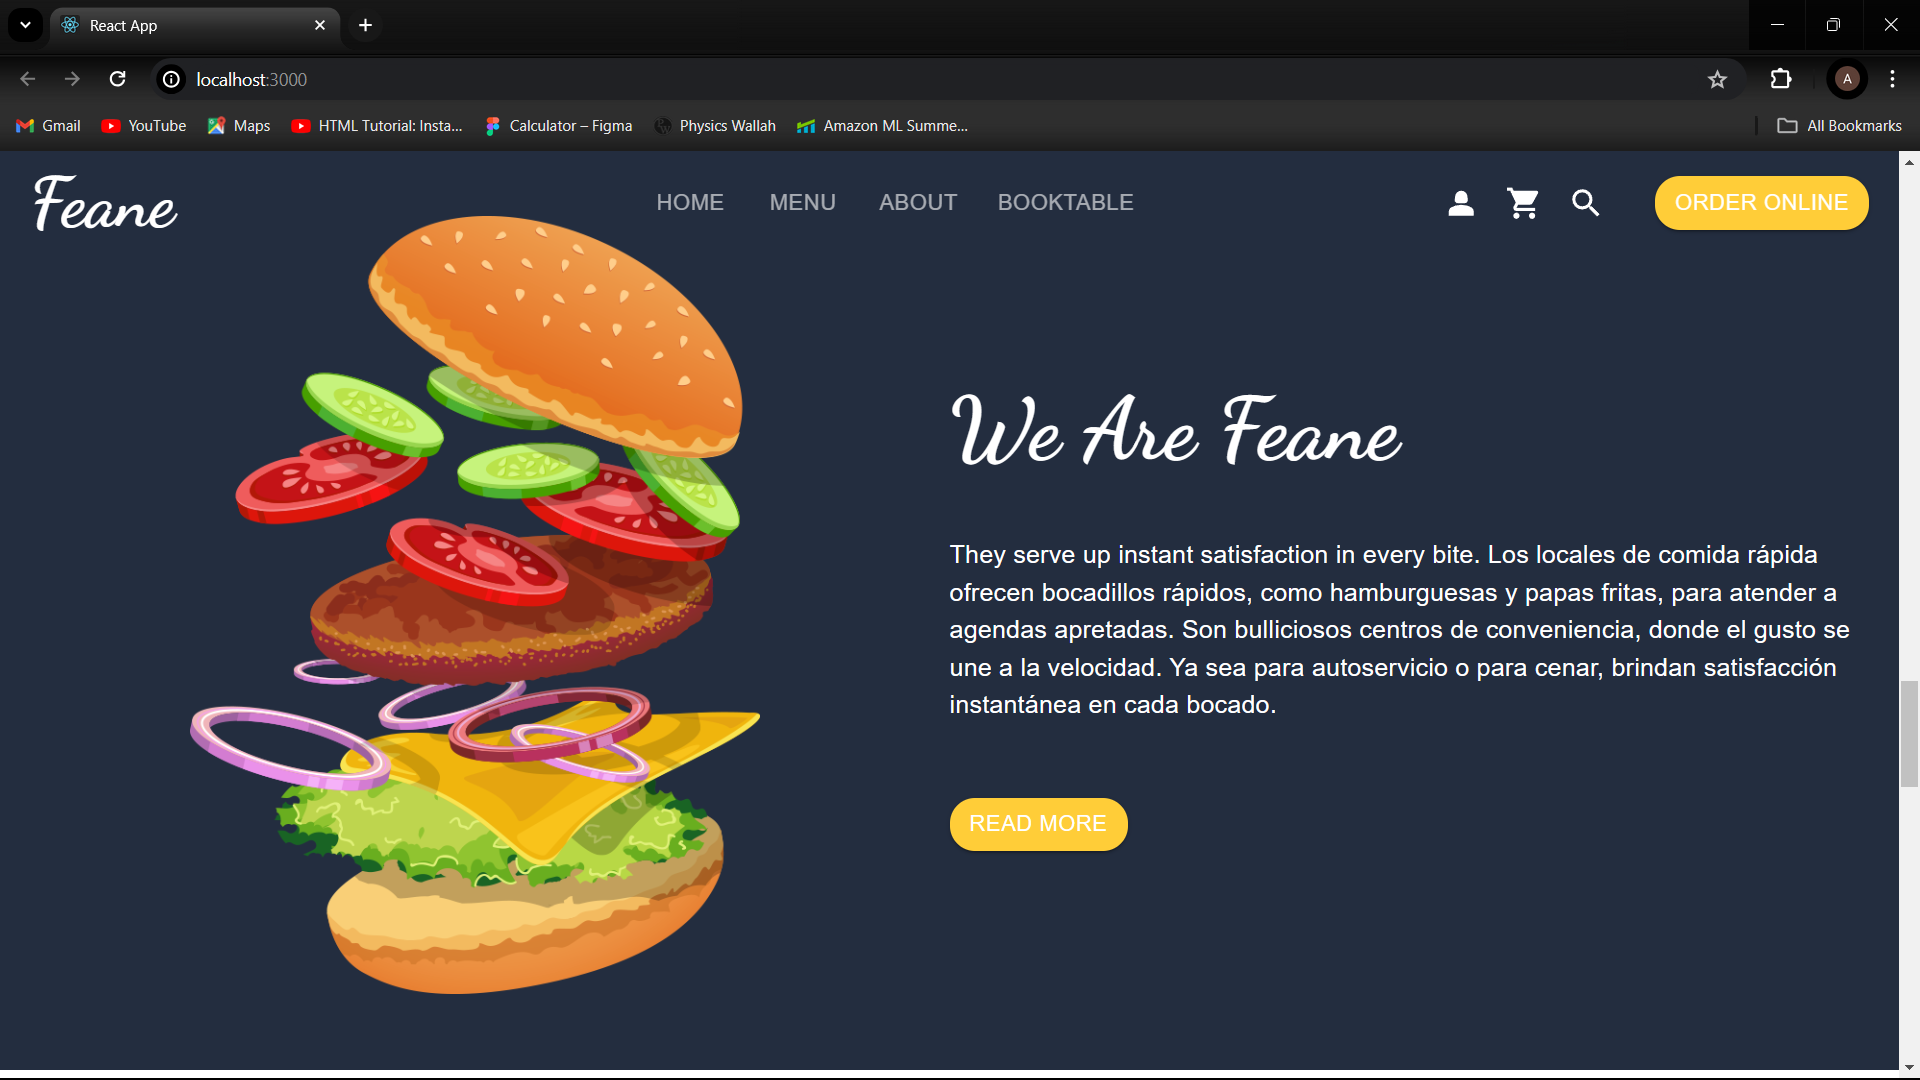 React App
localhost:3000
A
Gmail YouTube Maps HTML Tutorial: Insta... Calculator – Figma Physics Wallah Amazon ML Summe... All Bookmarks
Feane HOME MENU ABOUT BOOKTABLE ORDER ONLINE
We Are Feane
They serve up instant satisfaction in every bite. Los locales de comida rápida
ofrecen bocadillos rápidos, como hamburguesas y papas fritas, para atender a
agendas apretadas. Son bulliciosos centros de conveniencia, donde el gusto se
une a la velocidad. Ya sea para autoservicio o para cenar, brindan satisfacción
instantánea en cada bocado.
READ MORE